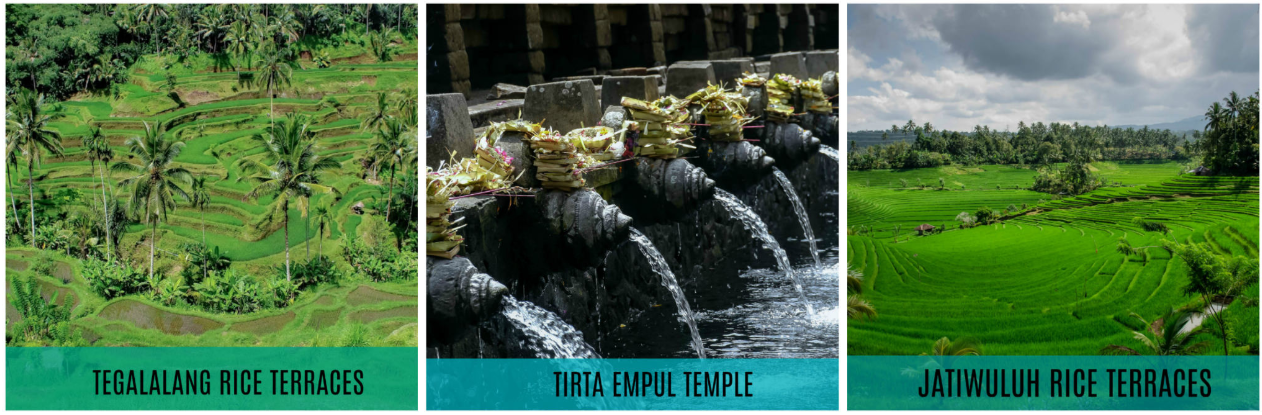 TEGALALANG RICE TERRACES
TIRTA EMPUL TEMPLE
JATIWULUH RICE TERRACES